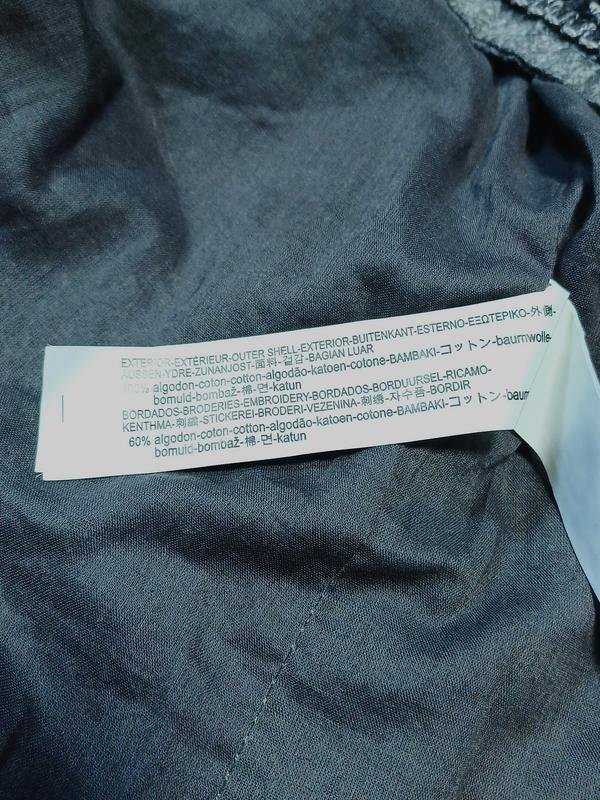 EXTERIOR-EXTÉRIEUR-OUTER SHELL-EXTERIOR-BUITENKANT-ESTERNO-ΕΞΩΤΕΡΙΚΟ-外側-
AUSSEN-YDRE-ZUNANJOST-面料-겉감-BAGIAN LUAR
100% algodon-coton-cotton-algodão-katoen-cotone-BAMBAKI-コットン-baumwolle-
bomuld-bombaž-棉-면-katun
BORDADOS-BRODERIES-EMBROIDERY-BORDADOS-BORDUURSEL-RICAMO-
KENTHMA-刺繍-STICKEREI-BRODERI-VEZENINA-刺绣-자수품-BORDIR
60% algodon-coton-cotton-algodão-katoen-cotone-BAMBAKI-コットン-baum
bomuld-bombaž-棉-면-katun